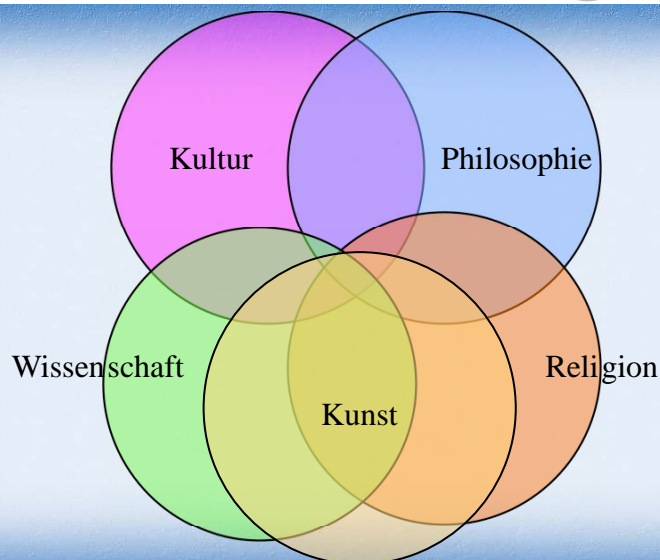 Kultur
Philosophie
Wissenschaft
Religion
Kunst